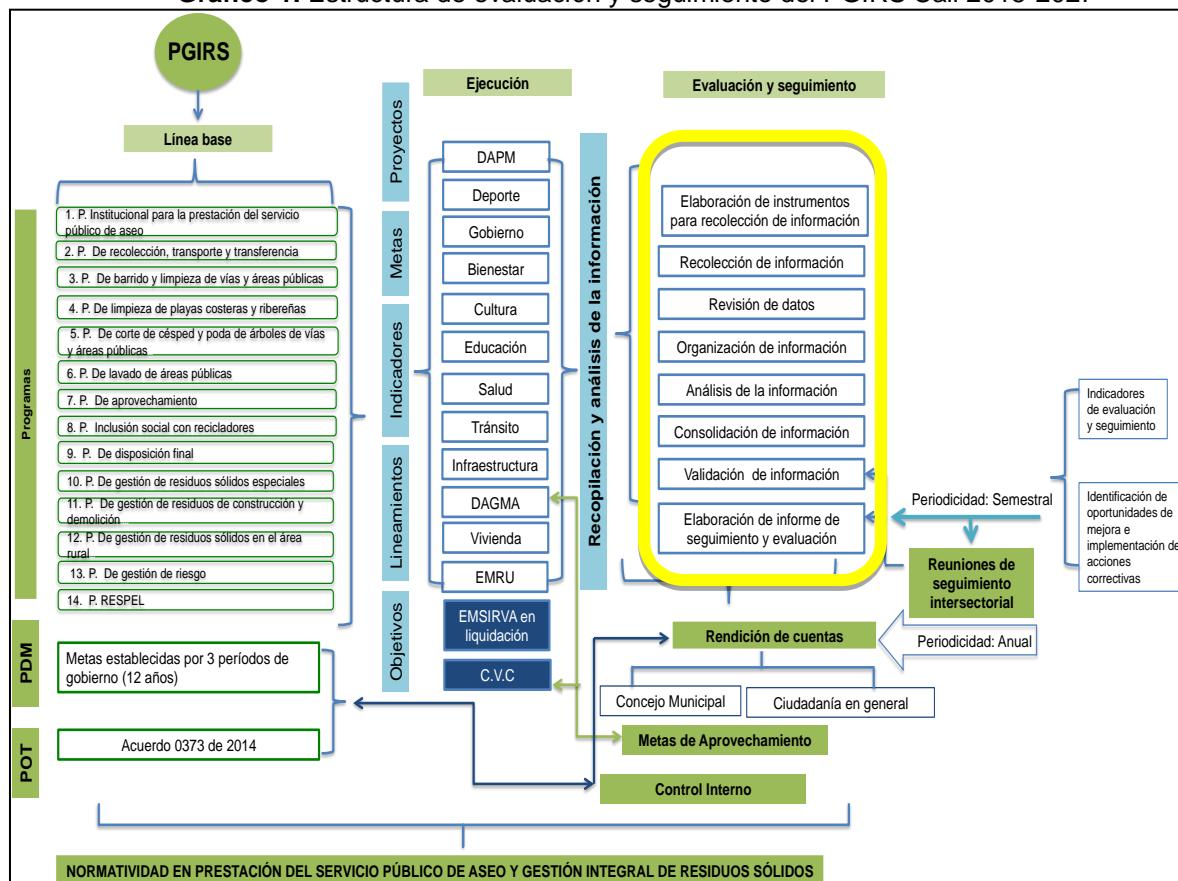 Gráfico 1. Estructura de evaluación y seguimiento del PGIRS Cali 2015-2027
PGIRS
Línea base
Programas
1. P. Institucional para la prestación del servicio
público de aseo
2. P. De recolección, transporte y transferencia
3. P. De barrido y limpieza de vías y áreas públicas
4. P. De limpieza de playas costeras y ribereñas
5. P. De corte de césped y poda de árboles de vías
y áreas públicas
6. P. De lavado de áreas públicas
7. P. De aprovechamiento
8. P. Inclusión social con recicladores
9. P. De disposición final
10. P. De gestión de residuos sólidos especiales
11. P. De gestión de residuos de construcción y
demolición
12. P. De gestión de residuos sólidos en el área
rural
13. P. De gestión de riesgo
14. P. RESPEL
PDM
Metas establecidas por 3 períodos de
gobierno (12 años)
POT
Acuerdo 0373 de 2014
Proyectos
Metas
Indicadores
Lineamientos
Objetivos
Ejecución
DAPM
Deporte
Gobierno
Bienestar
Cultura
Educación
Salud
Tránsito
Infraestructura
DAGMA
Vivienda
EMRU
EMSIRVA en
liquidación
C.V.C
Recopilación y análisis de la información
Evaluación y seguimiento
Elaboración de instrumentos
para recolección de información
Recolección de información
Revisión de datos
Organización de información
Análisis de la información
Consolidación de información
Validación de información
Elaboración de informe de
seguimiento y evaluación
Periodicidad: Semestral
Indicadores
de evaluación
y seguimiento
Identificación de
oportunidades de
mejora e
implementación de
acciones
correctivas
Reuniones de
seguimiento
intersectorial
Rendición de cuentas
Periodicidad: Anual
Concejo Municipal
Ciudadanía en general
Metas de Aprovechamiento
Control Interno
NORMATIVIDAD EN PRESTACIÓN DEL SERVICIO PÚBLICO DE ASEO Y GESTIÓN INTEGRAL DE RESIDUOS SÓLIDOS